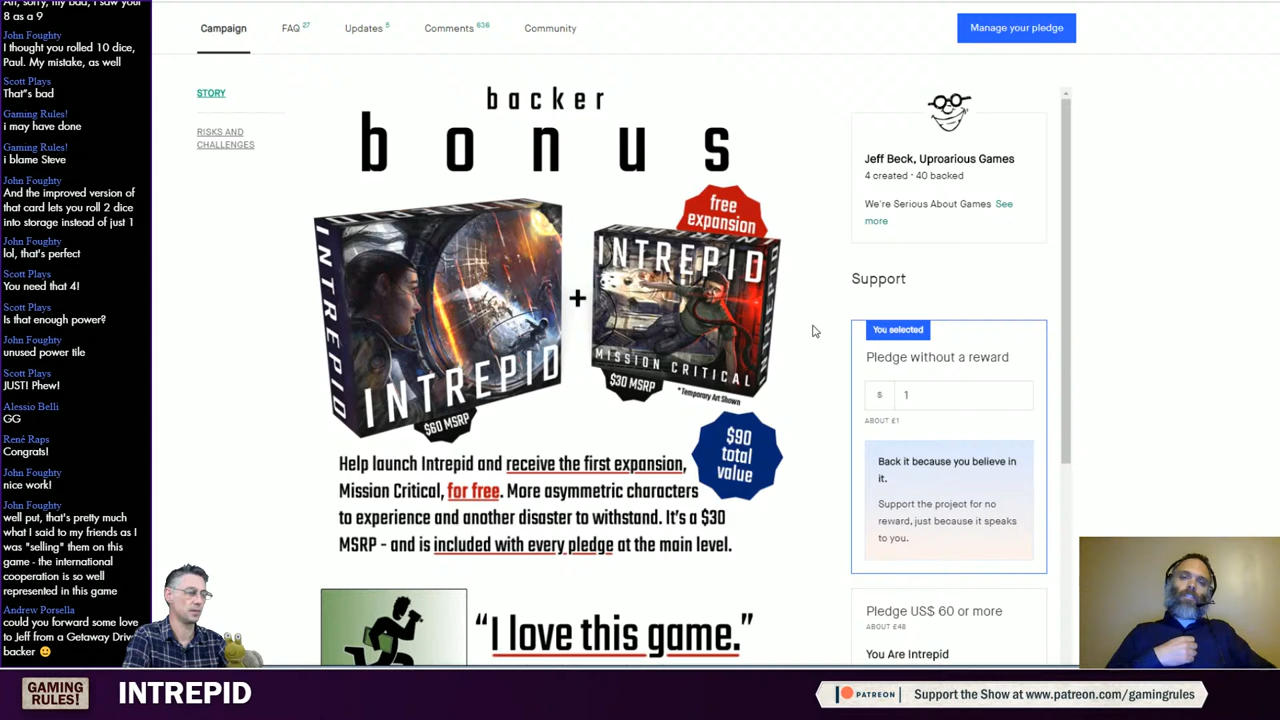 Ah, sorry, my bad, I saw your
8 as a 9
John Foughty
I thought you rolled 10 dice,
Paul. My mistake, as well
Scott Plays
That"s bad
Gaming Rules!
i may have done
Gaming Rules!
i blame Steve
John Foughty
And the improved version of
that card lets you roll 2 dice
into storage instead of just 1
John Foughty
lol, that's perfect
Scott Plays
You need that 4!
Scott Plays
Is that enough power?
John Foughty
unused power tile
Scott Plays
JUST! Phew!
Alessio Belli
GG
René Raps
Congrats!
John Foughty
nice work!
John Foughty
well put, that's pretty much
what I said to my friends as I
was "selling" them on this
game - the international
cooperation is so well
represented in this game
Andrew Porsella
could you forward some love
to Jeff from a Getaway Driv
backer
Campaign
FAQ 27
Updates 5
Comments 636
Community
Manage your pledge
STORY
RISKS AND
CHALLENGES
backer
bonus
INTREPID
INTREPID
INTREPID
$60 MSRP
+
free
expansion
INTREPID
MISSION CRITICAL
$30 MSRP
*Temporary Art Shown
$90
total
value
Help launch Intrepid and receive the first expansion,
Mission Critical, for free. More asymmetric characters
to experience and another disaster to withstand. It's a $30
MSRP - and is included with every pledge at the main level.
"I love this game."
Jeff Beck, Uproarious Games
4 created · 40 backed
We're Serious About Games See
more
Support
You selected
Pledge without a reward
$ 1
ABOUT £1
Back it because you believe in
it.
Support the project for no
reward, just because it speaks
to you.
Pledge US$ 60 or more
ABOUT £48
You Are Intrepid
GAMING
RULES!
INTREPID
PATREON
Support the Show at www.patreon.com/gamingrules